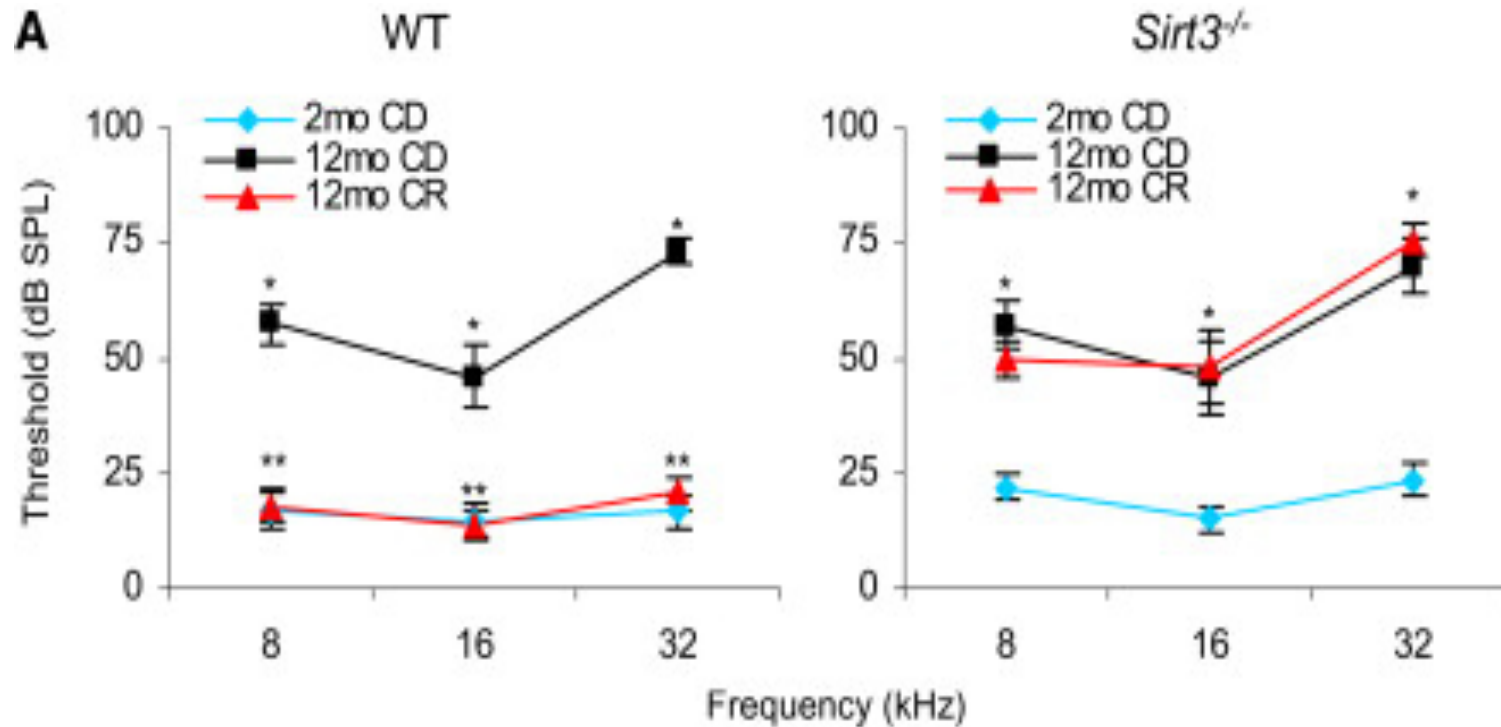 A
WT
Sirt3-/-
2mo CD
12mo CD
12mo CR
2mo CD
12mo CD
12mo CR
Threshold (dB SPL)
100
75
50
25
0
100
75
50
25
0
*
*
*
**
**
**
*
*
*
8 16 32
8 16 32
Frequency (kHz)